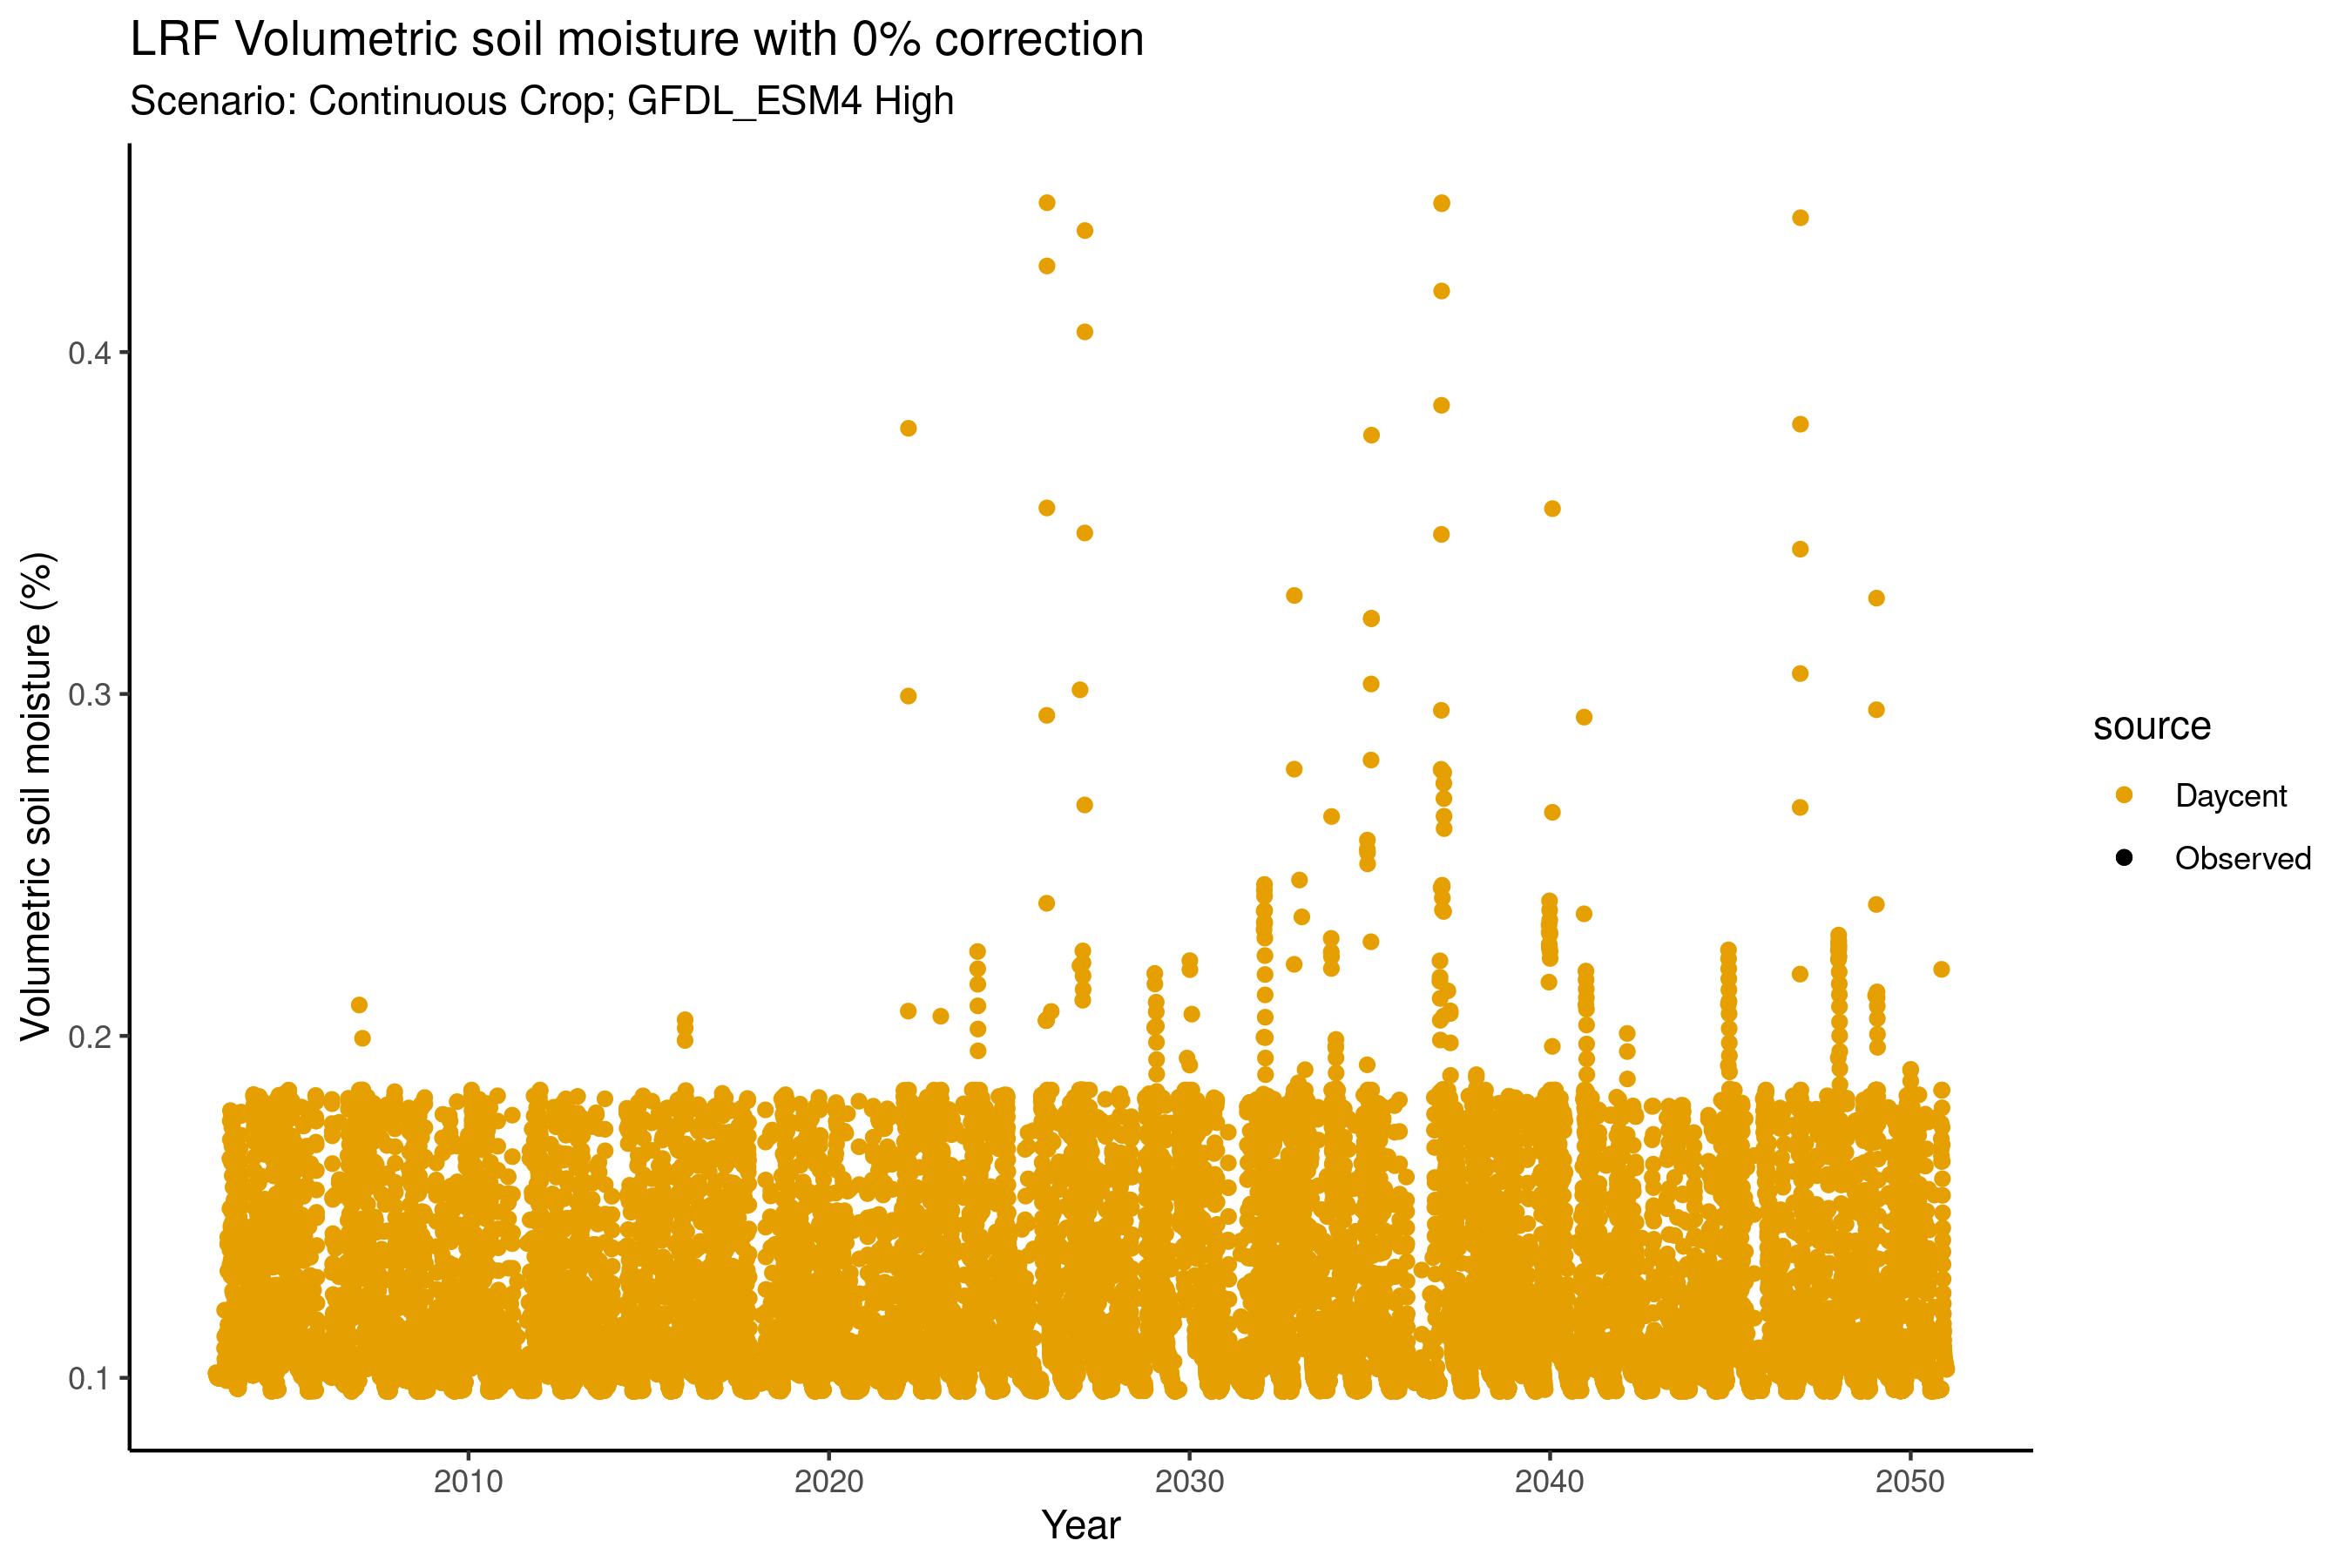 LRF Volumetric soil moisture with 0% correction
Scenario: Continuous Crop; GFDL_ESM4 High
Volumetric soil moisture (%)
0.4
0.3
0.2
0.1
2010
2020
2030
2040
2050
Year
source
Daycent
Observed